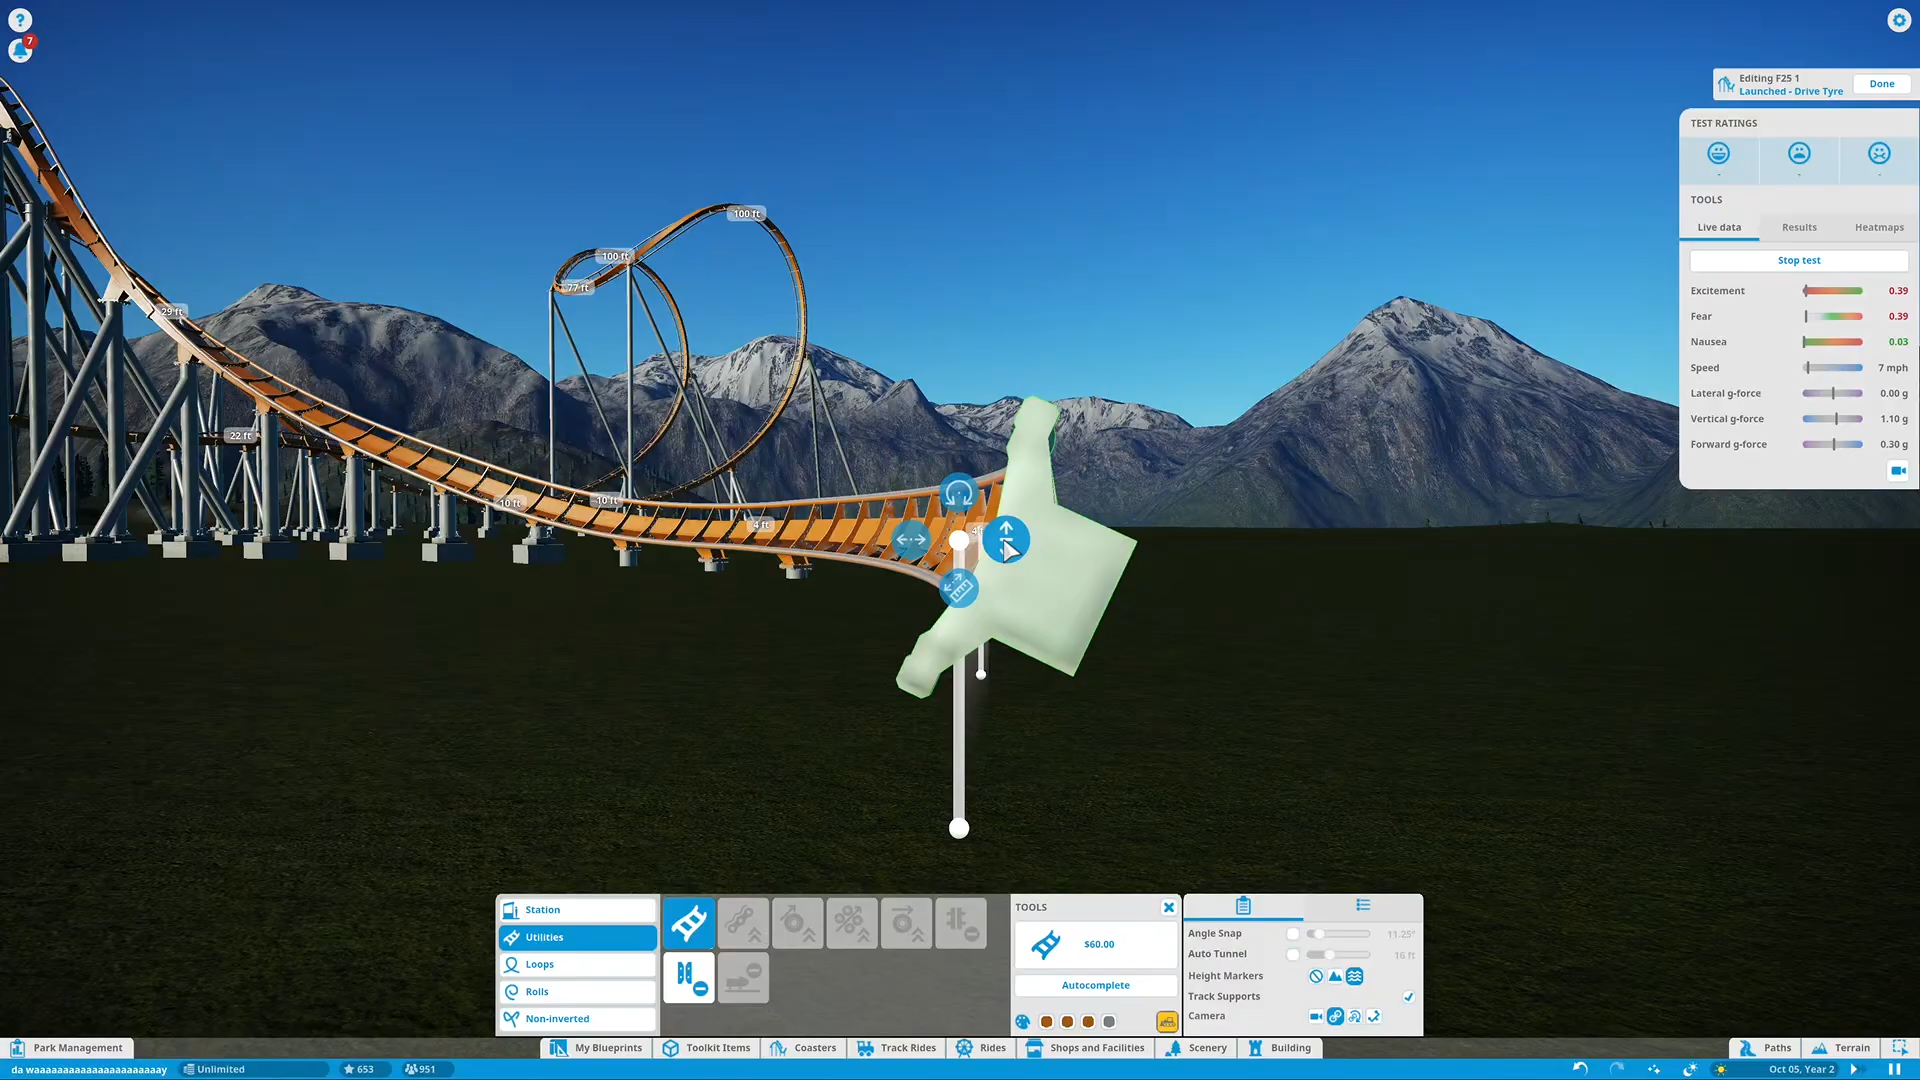 ?
7
Editing F25 1
Launched - Drive Tyre
Done
TEST RATINGS
-
-
-
TOOLS
Live data
Results
Heatmaps
Stop test
Excitement
0.39
Fear
0.39
Nausea
0.03
Speed
7 mph
Lateral g-force
0.00 g
Vertical g-force
1.10 g
Forward g-force
0.30 g
100 ft
100 ft
77 ft
29 ft
22 ft
10 ft
10 ft
4 ft
Station
Utilities
Loops
Rolls
Non-inverted
TOOLS
$60.00
Autocomplete
Angle Snap
11.25°
Auto Tunnel
16 ft
Height Markers
Track Supports
Camera
Park Management
My Blueprints
Toolkit Items
Coasters
Track Rides
Rides
Shops and Facilities
Scenery
Building
Paths
Terrain
da waaaaaaaaaaaaaaaaaaaaaaay
Unlimited
653
951
Oct 05, Year 2